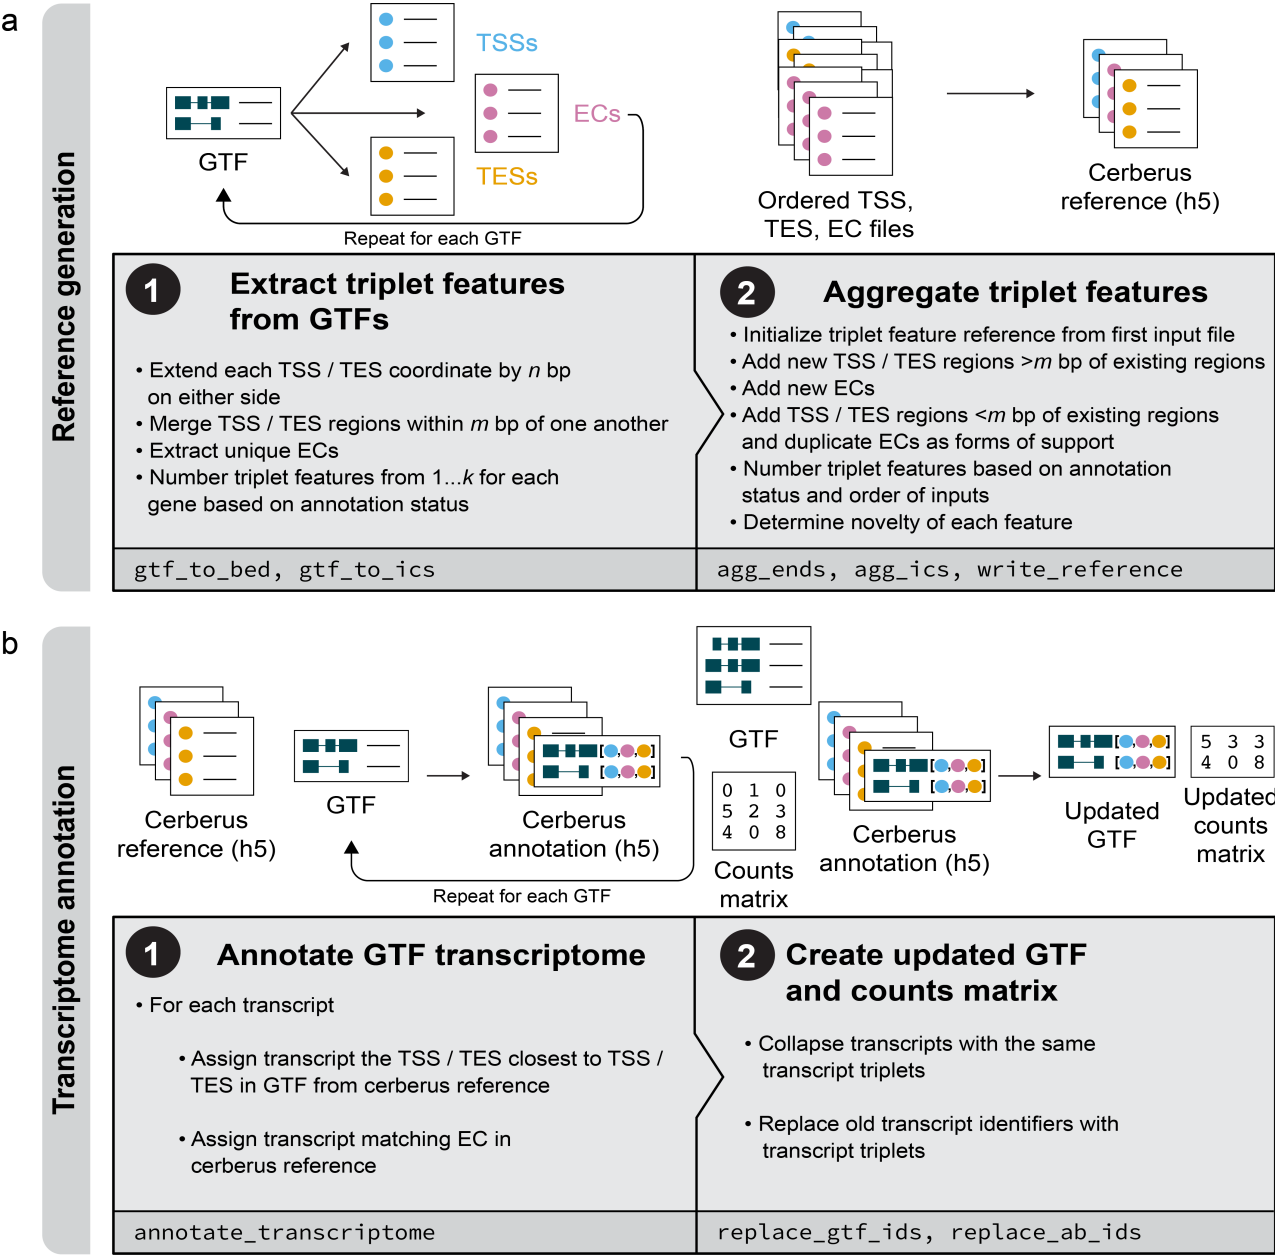 a
Reference generation
GTF
TSSs
ECs
TESs
Repeat for each GTF
Ordered TSS,
TES, EC files
Cerberus
reference (h5)
1
Extract triplet features
from GTFs
• Extend each TSS / TES coordinate by n bp
on either side
• Merge TSS / TES regions within m bp of one another
• Extract unique ECs
• Number triplet features from 1...k for each
gene based on annotation status
gtf_to_bed, gtf_to_ics
2
Aggregate triplet features
• Initialize triplet feature reference from first input file
• Add new TSS / TES regions >m bp of existing regions
• Add new ECs
• Add TSS / TES regions <m bp of existing regions
and duplicate ECs as forms of support
• Number triplet features based on annotation
status and order of inputs
• Determine novelty of each feature
agg_ends, agg_ics, write_reference
b
Transcriptome annotation
Cerberus
reference (h5)
GTF
[ , , ]
[ , , ]
Cerberus
annotation (h5)
Repeat for each GTF
GTF
0 1 0
5 2 3
4 0 8
Counts
matrix
[ , , ]
[ , , ]
Cerberus
annotation (h5)
[ , , ]
[ , , ]
Updated
GTF
5 3 3
4 0 8
Updated
counts
matrix
1
Annotate GTF transcriptome
• For each transcript
• Assign transcript the TSS / TES closest to TSS /
TES in GTF from cerberus reference
• Assign transcript matching EC in
cerberus reference
annotate_transcriptome
2
Create updated GTF
and counts matrix
• Collapse transcripts with the same
transcript triplets
• Replace old transcript identifiers with
transcript triplets
replace_gtf_ids, replace_ab_ids